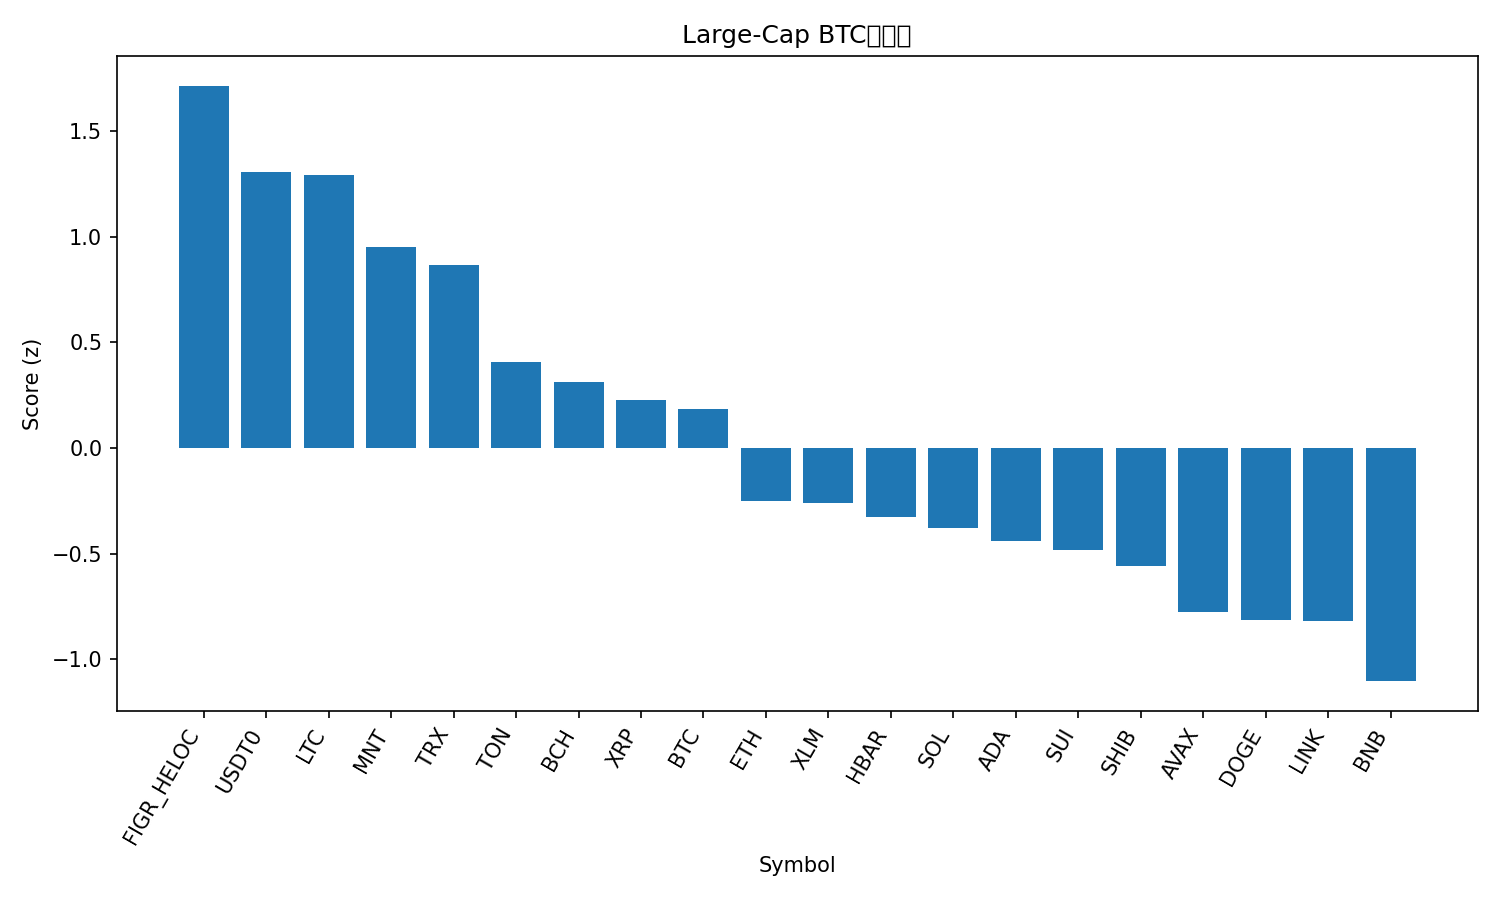 Large-Cap BTC
1.5
1.0
0.5
0.0
−0.5
−1.0
Score (z)
FIGR_HELOC
USDT0
LTC
MNT
TRX
TON
BCH
XRP
BTC
ETH
XLM
HBAR
SOL
ADA
SUI
SHIB
AVAX
DOGE
LINK
BNB
Symbol